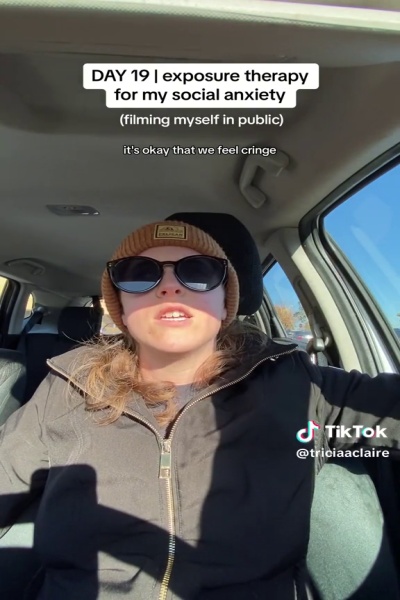 DAY 19 | exposure therapy
for my social anxiety
(filming myself in public)
it's okay that we feel cringe
TikTok
@triciaaclaire